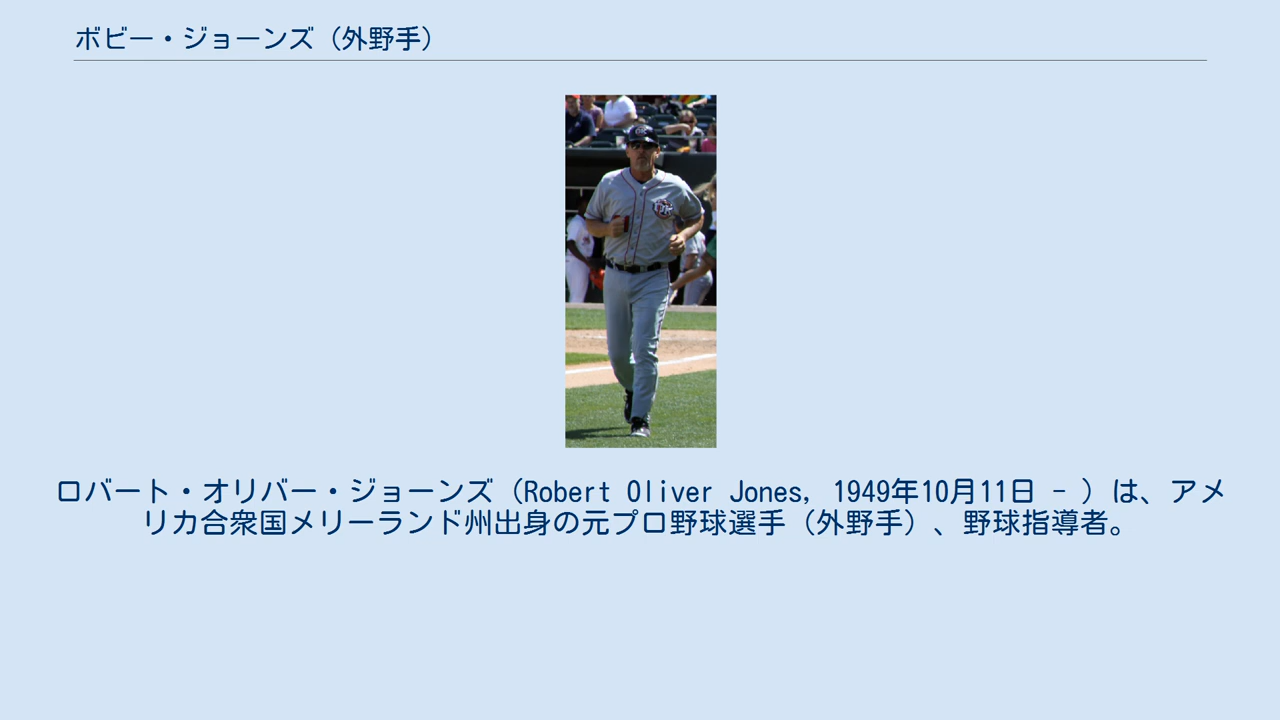 ボビー・ジョーンズ（外野手）
ロバート・オリバー・ジョーンズ（Robert Oliver Jones, 1949年10月11日 - ）は、アメ
リカ合衆国メリーランド州出身の元プロ野球選手（外野手）、野球指導者。